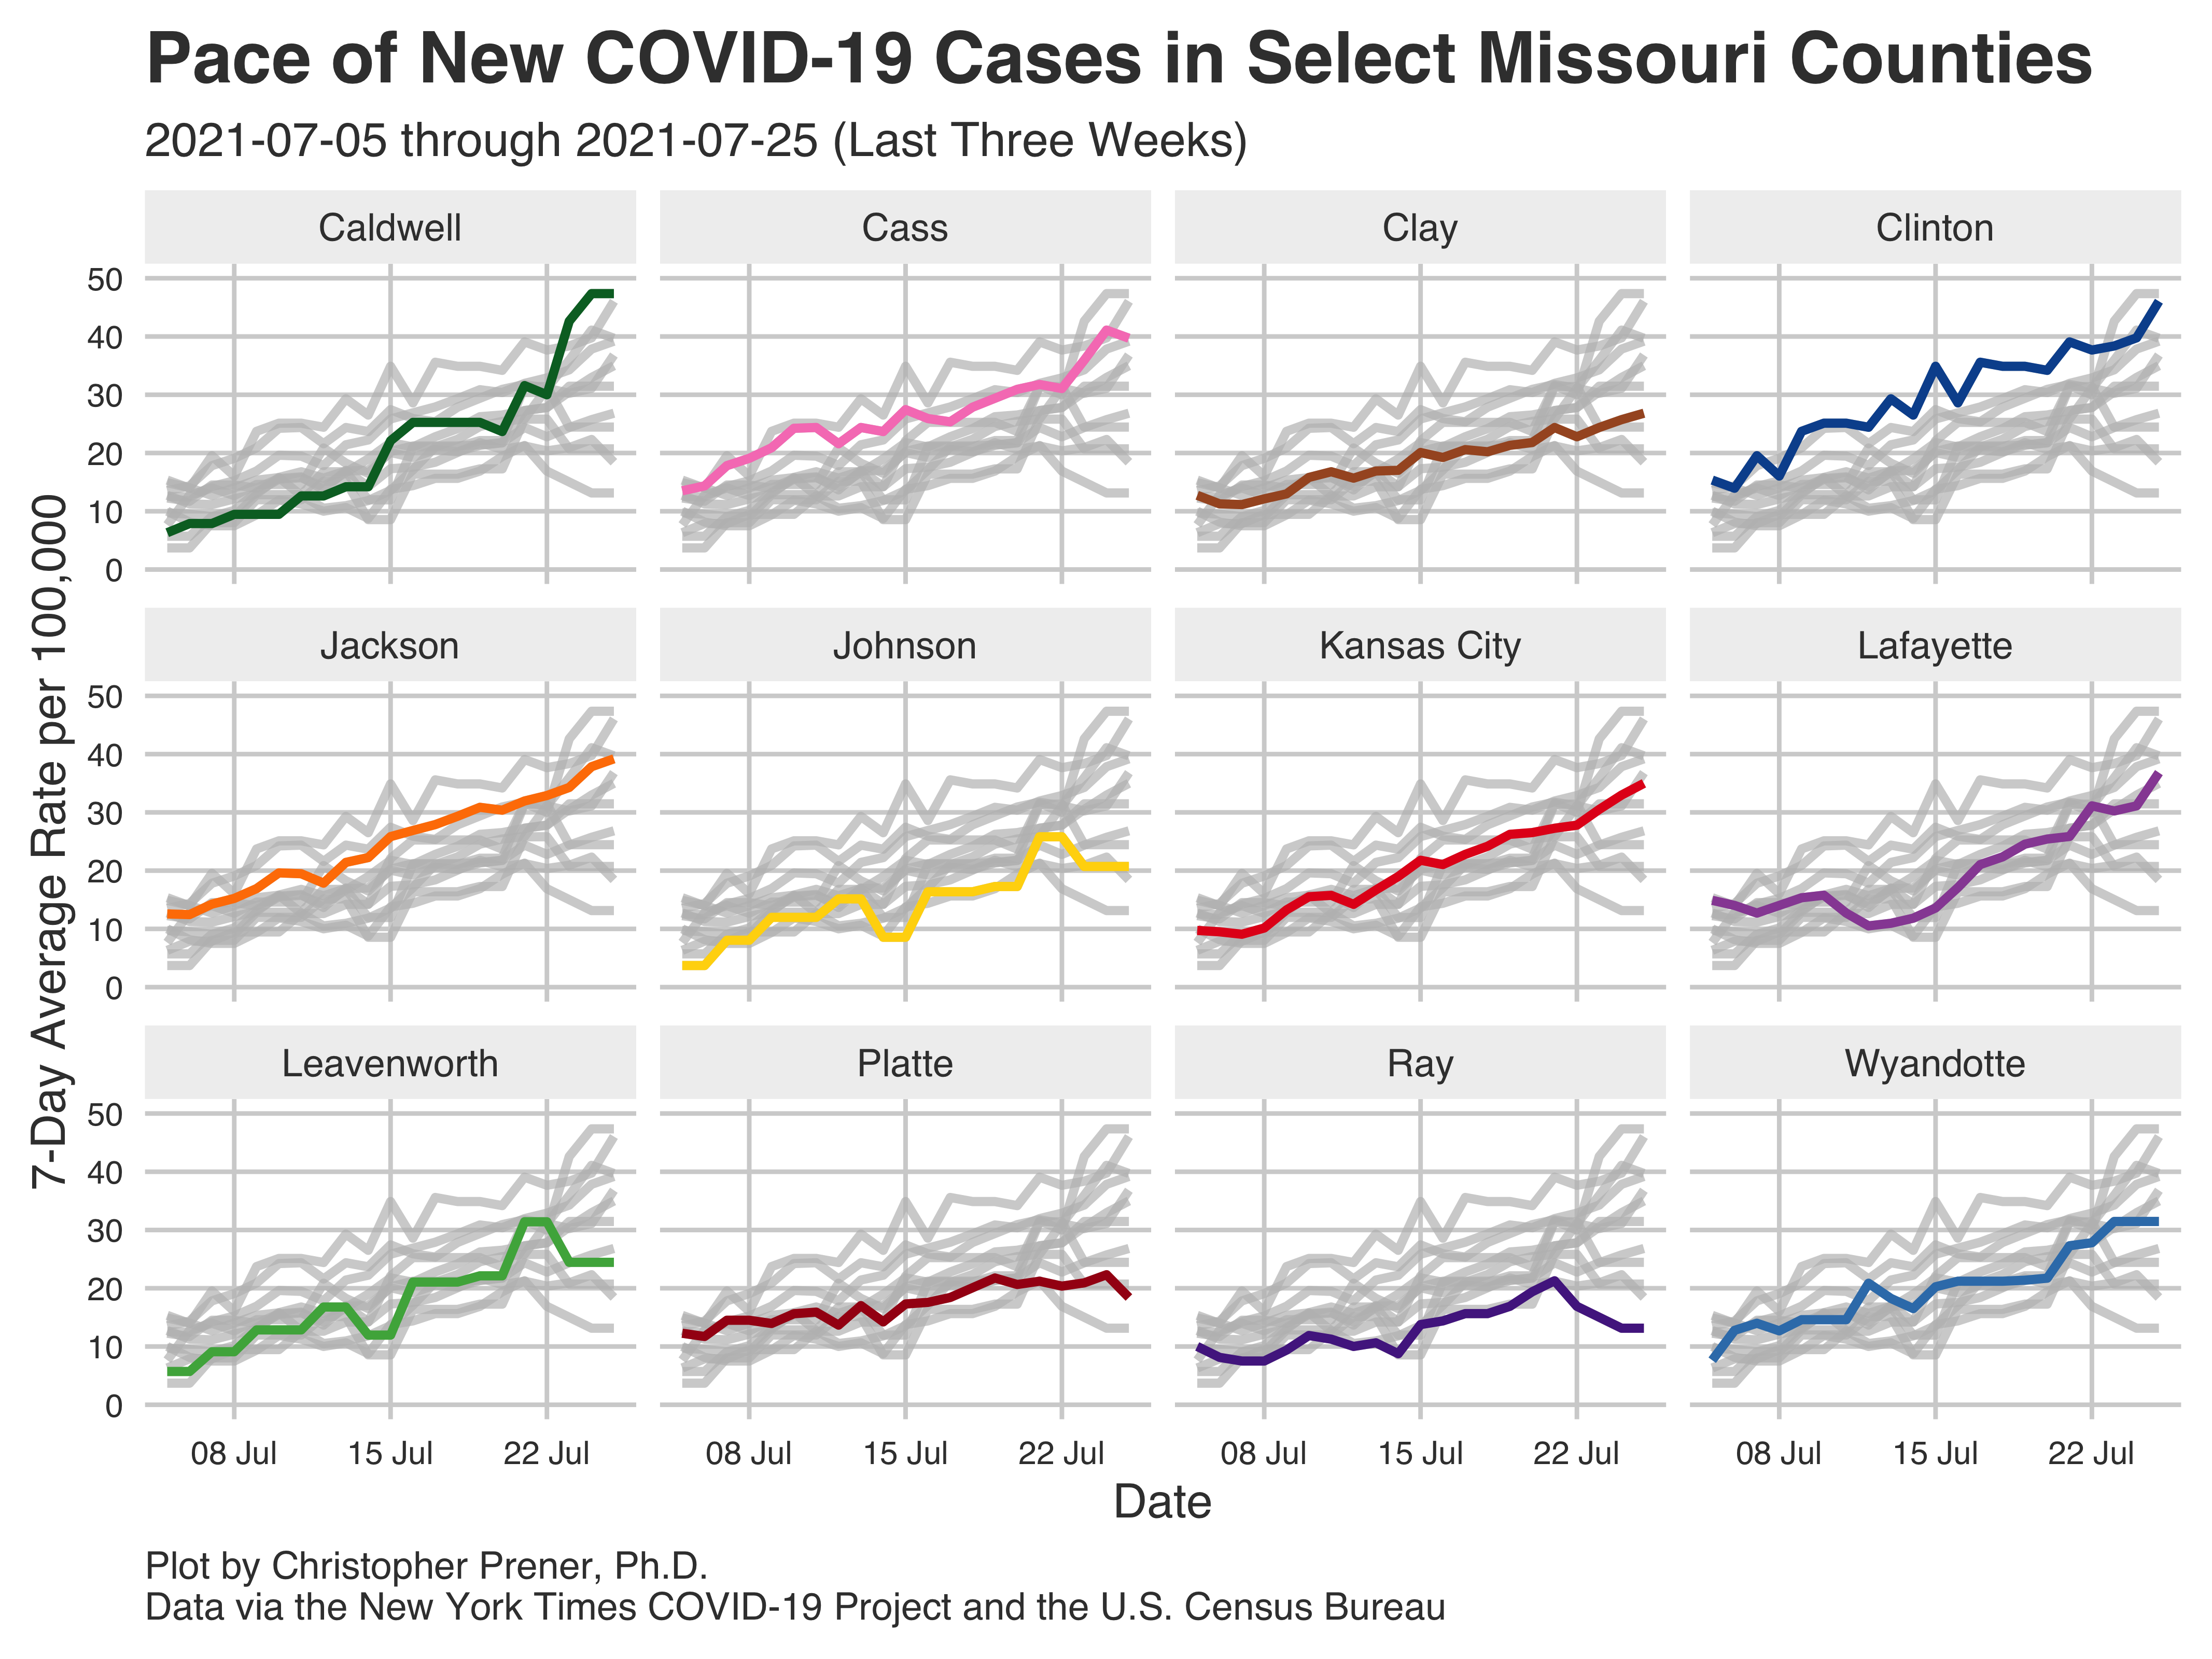 Pace of New COVID-19 Cases in Select Missouri Counties
2021-07-05 through 2021-07-25 (Last Three Weeks)
Caldwell
Cass
Clay
Clinton
50
40
30
20
10
0
Jackson
Johnson
Kansas City
Lafayette
50
40
30
20
10
0
Leavenworth
Platte
Ray
Wyandotte
50
40
30
20
10
0
7-Day Average Rate per 100,000
08 Jul 15 Jul 22 Jul
08 Jul 15 Jul 22 Jul
08 Jul 15 Jul 22 Jul
08 Jul 15 Jul 22 Jul
Date
Plot by Christopher Prener, Ph.D.
Data via the New York Times COVID-19 Project and the U.S. Census Bureau